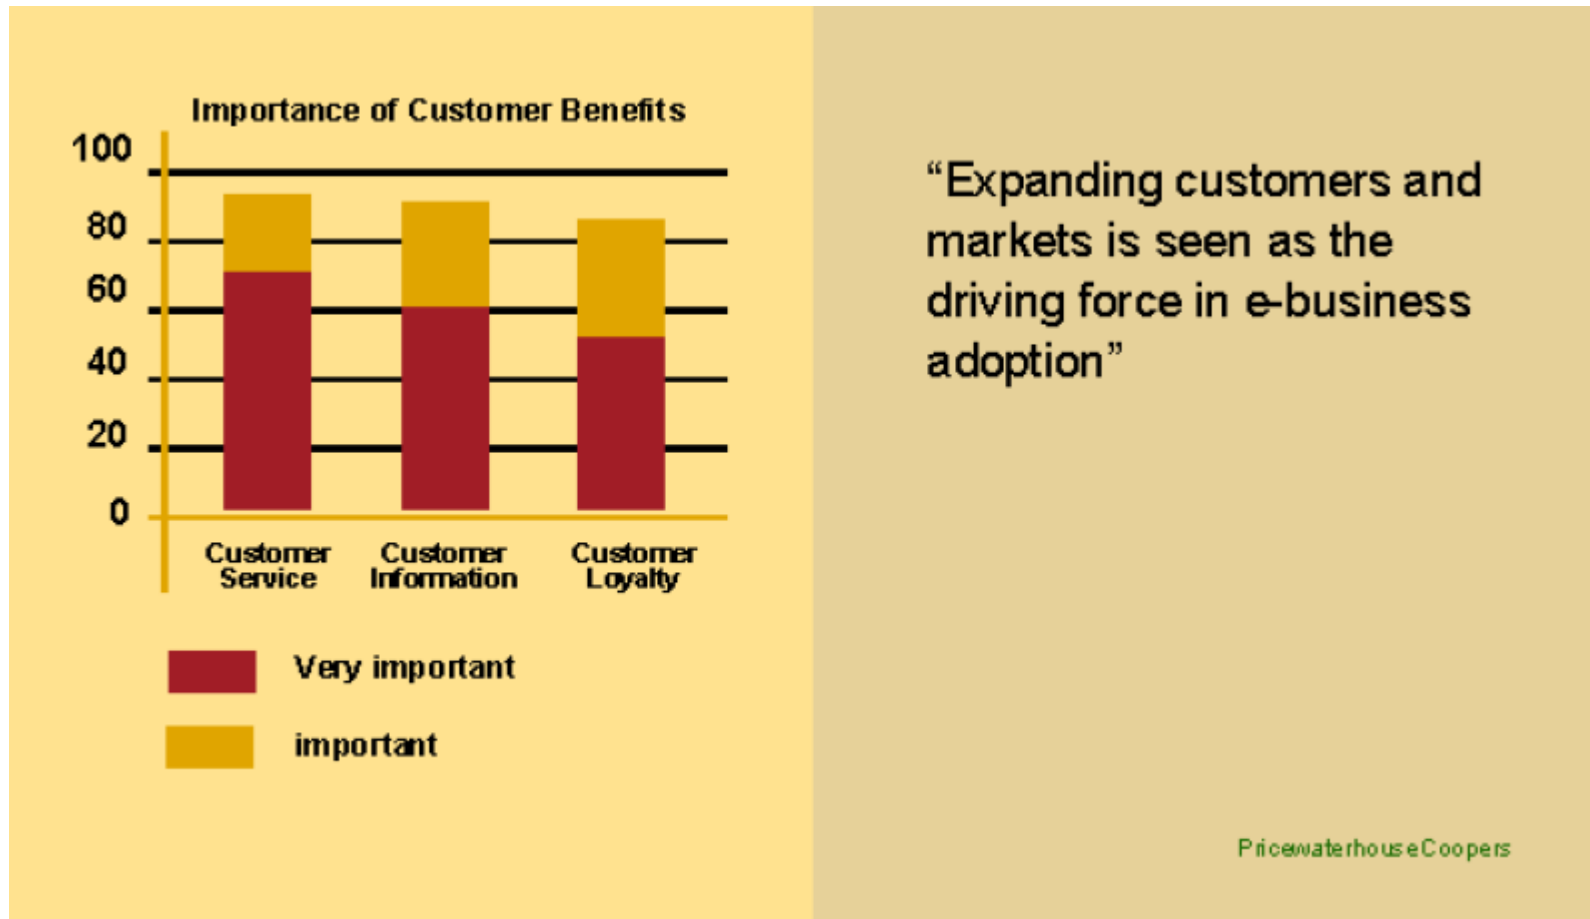 Importance of Customer Benefits
100
80
60
40
20
0
Customer Service
Customer Information
Customer Loyalty
Very important
important
“Expanding customers and
markets is seen as the
driving force in e-business
adoption”
PricewaterhouseCoopers